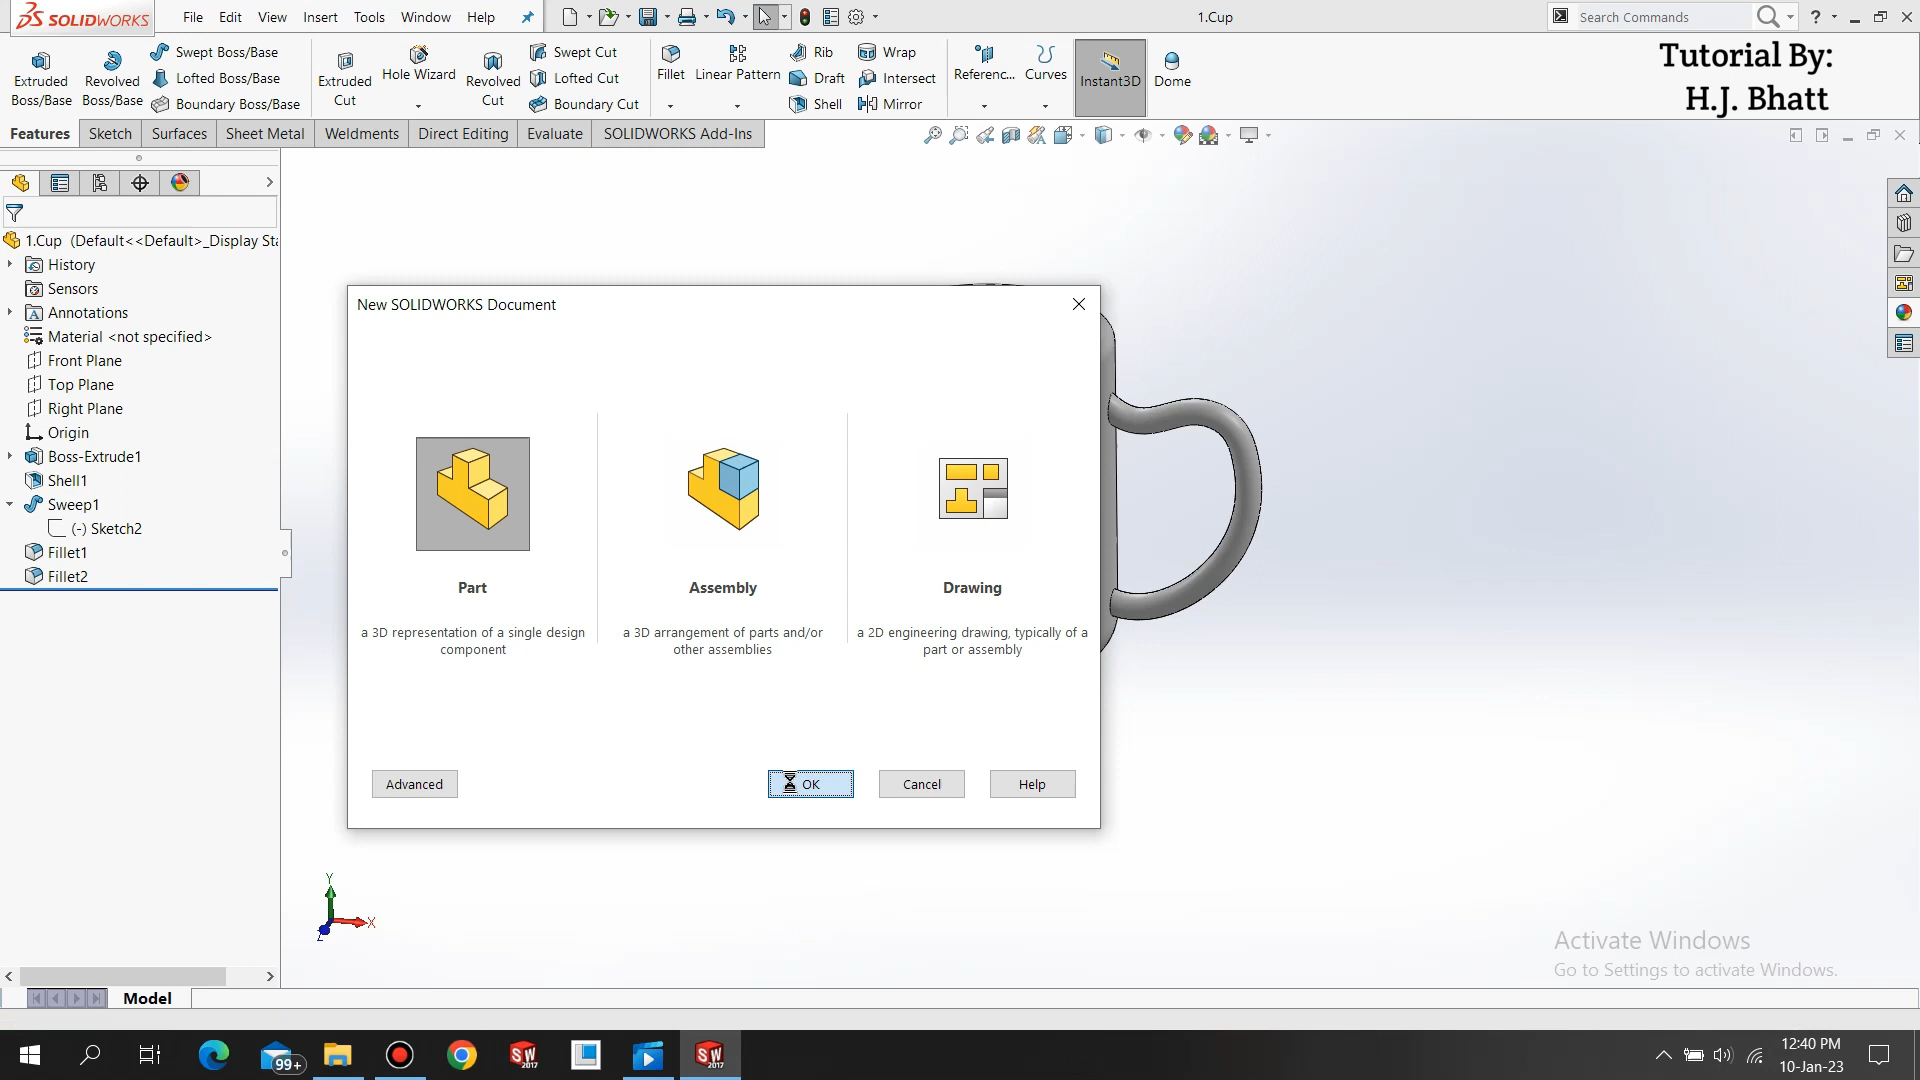 SOLIDWORKS
File Edit View Insert Tools Window Help
1.Cup
Search Commands
Extruded Boss/Base
Revolved Boss/Base
Swept Boss/Base
Lofted Boss/Base
Boundary Boss/Base
Extruded Cut
Hole Wizard
Revolved Cut
Swept Cut
Lofted Cut
Boundary Cut
Fillet
Linear Pattern
Rib
Draft
Shell
Wrap
Intersect
Mirror
Referenc...
Curves
Instant3D
Dome
Tutorial By:
H.J. Bhatt
Features Sketch Surfaces Sheet Metal Weldments Direct Editing Evaluate SOLIDWORKS Add-Ins
1.Cup (Default<<Default>_Display Sta
History
Sensors
Annotations
Material <not specified>
Front Plane
Top Plane
Right Plane
Origin
Boss-Extrude1
Shell1
Sweep1
(-) Sketch2
Fillet1
Fillet2
New SOLIDWORKS Document
Part
a 3D representation of a single design
component
Assembly
a 3D arrangement of parts and/or
other assemblies
Drawing
a 2D engineering drawing, typically of a
part or assembly
Advanced OK Cancel Help
Y
X
Z
Activate Windows
Go to Settings to activate Windows.
Model
99+
SW 2017
SW 2017
12:40 PM
10-Jan-23